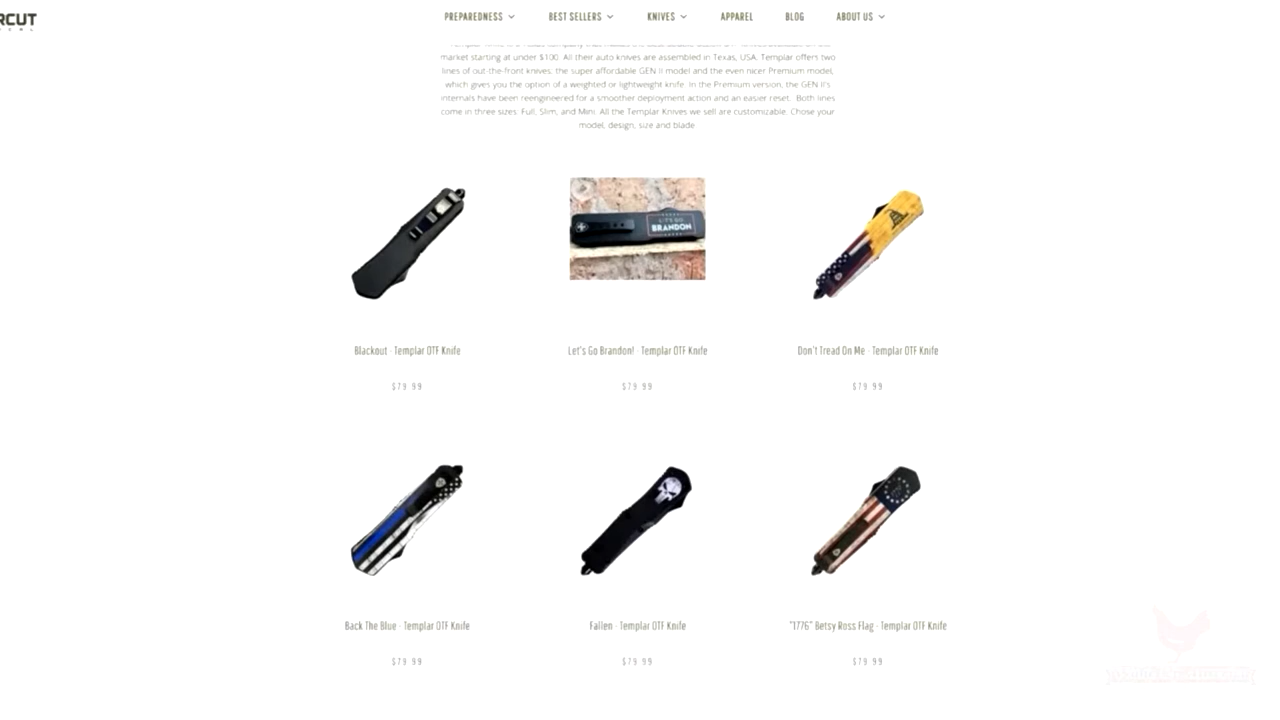 RCUT
PREPAREDNESS
BEST SELLERS
KNIVES
APPAREL
BLOG
ABOUT US
market starting at under $100. All their auto knives are assembled in Texas, USA. Templar offers two
lines of out-the-front knives: the super affordable GEN II model and the even nicer Premium model,
which gives you the option of a weighted or lightweight knife. In the Premium version, the GEN II's
internals have been reengineered for a smoother deployment action and an easier reset. Both lines
come in three sizes: Full, Slim, and Mini. All the Templar Knives we sell are customizable. Chose your
model, design, size and blade
LET'S GO
BRANDON
Blackout - Templar OTF Knife
Let's Go Brandon! - Templar OTF Knife
Don't Tread On Me - Templar OTF Knife
$79.99
$79.99
$79.99
Back The Blue - Templar OTF Knife
Fallen - Templar OTF Knife
"1776" Betsy Ross Flag - Templar OTF Knife
$79.99
$79.99
$79.99